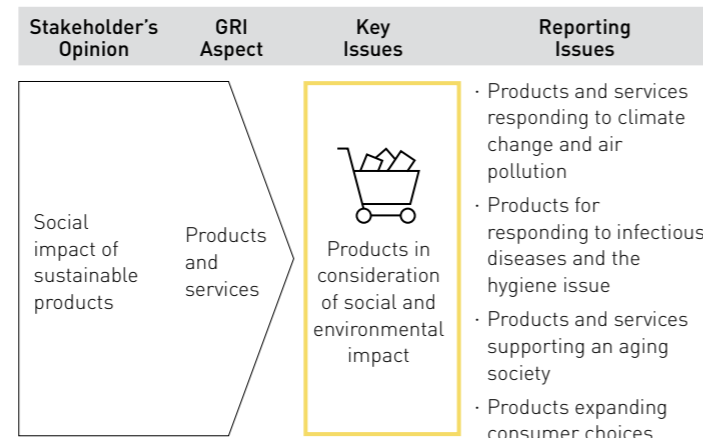 Stakeholder's Opinion
GRI Aspect
Key Issues
Reporting Issues
Social
impact of
sustainable
products
Products
and
services
Products in
consideration
of social and
environmental
impact
· Products and services
responding to climate
change and air
pollution
· Products for
responding to infectious
diseases and the
hygiene issue
· Products and services
supporting an aging
society
· Products expanding
consumer choices